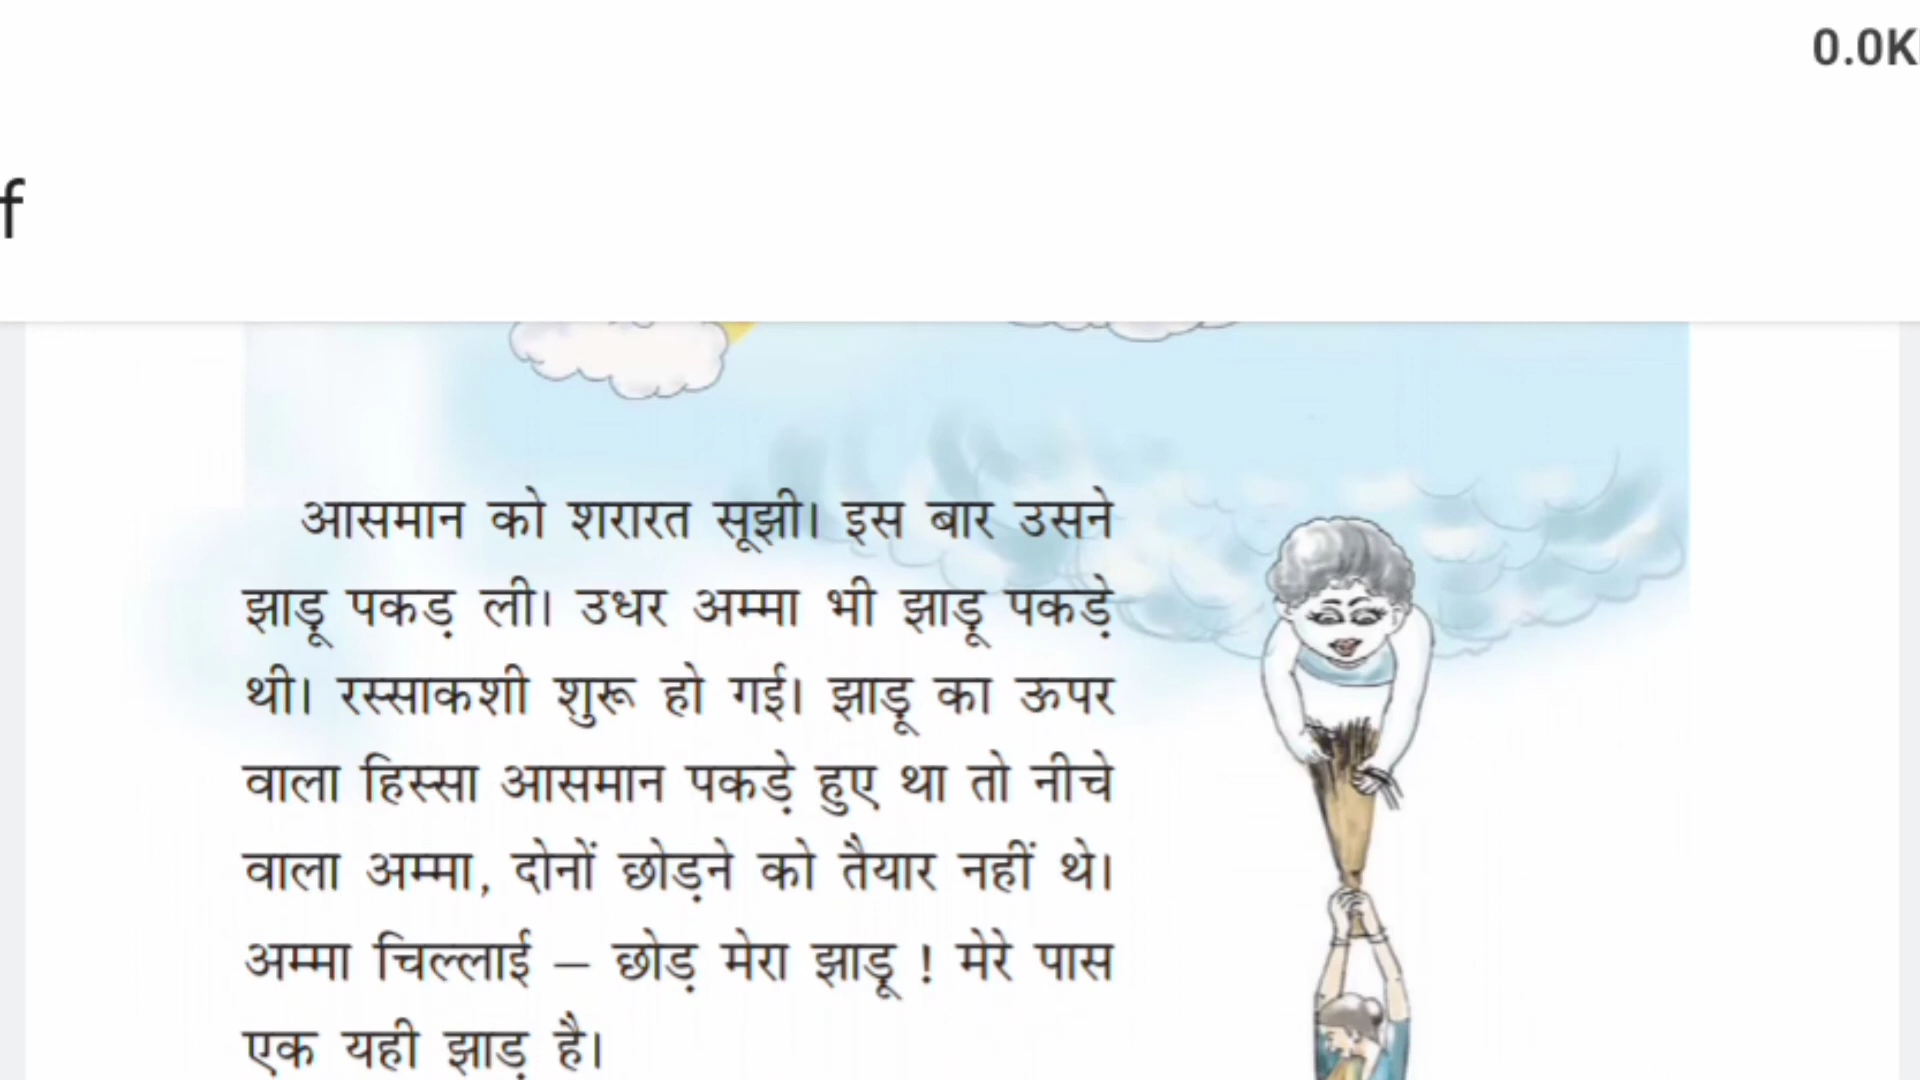 0.0K
f
आसमान को शरारत सूझी। इस बार उसने
झाड़ू पकड़ ली। उधर अम्मा भी झाड़ू पकड़े
थी। रस्साकशी शुरू हो गई। झाड़ू का ऊपर
वाला हिस्सा आसमान पकड़े हुए था तो नीचे
वाला अम्मा, दोनों छोड़ने को तैयार नहीं थे।
अम्मा चिल्लाई – छोड़ मेरा झाड़ू ! मेरे पास
एक यही झाड़ू है।